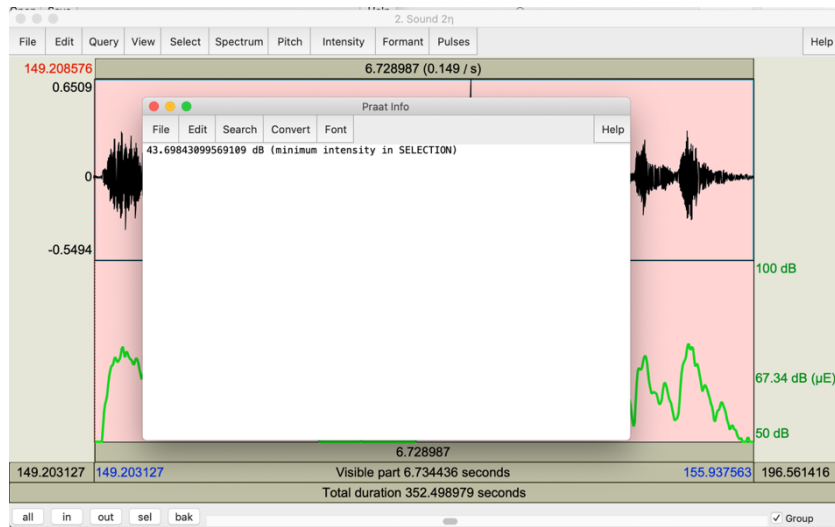 2. Sound 2η
File Edit Query View Select Spectrum Pitch Intensity Formant Pulses Help
149.208576
6.728987 (0.149 / s)
0.6509
0
-0.5494
Praat Info
File Edit Search Convert Font Help
43.69843099569109 dB (minimum intensity in SELECTION)
100 dB
67.34 dB (µE)
50 dB
6.728987
149.203127 149.203127 Visible part 6.734436 seconds 155.937563 196.561416
Total duration 352.498979 seconds
all in out sel bak Group